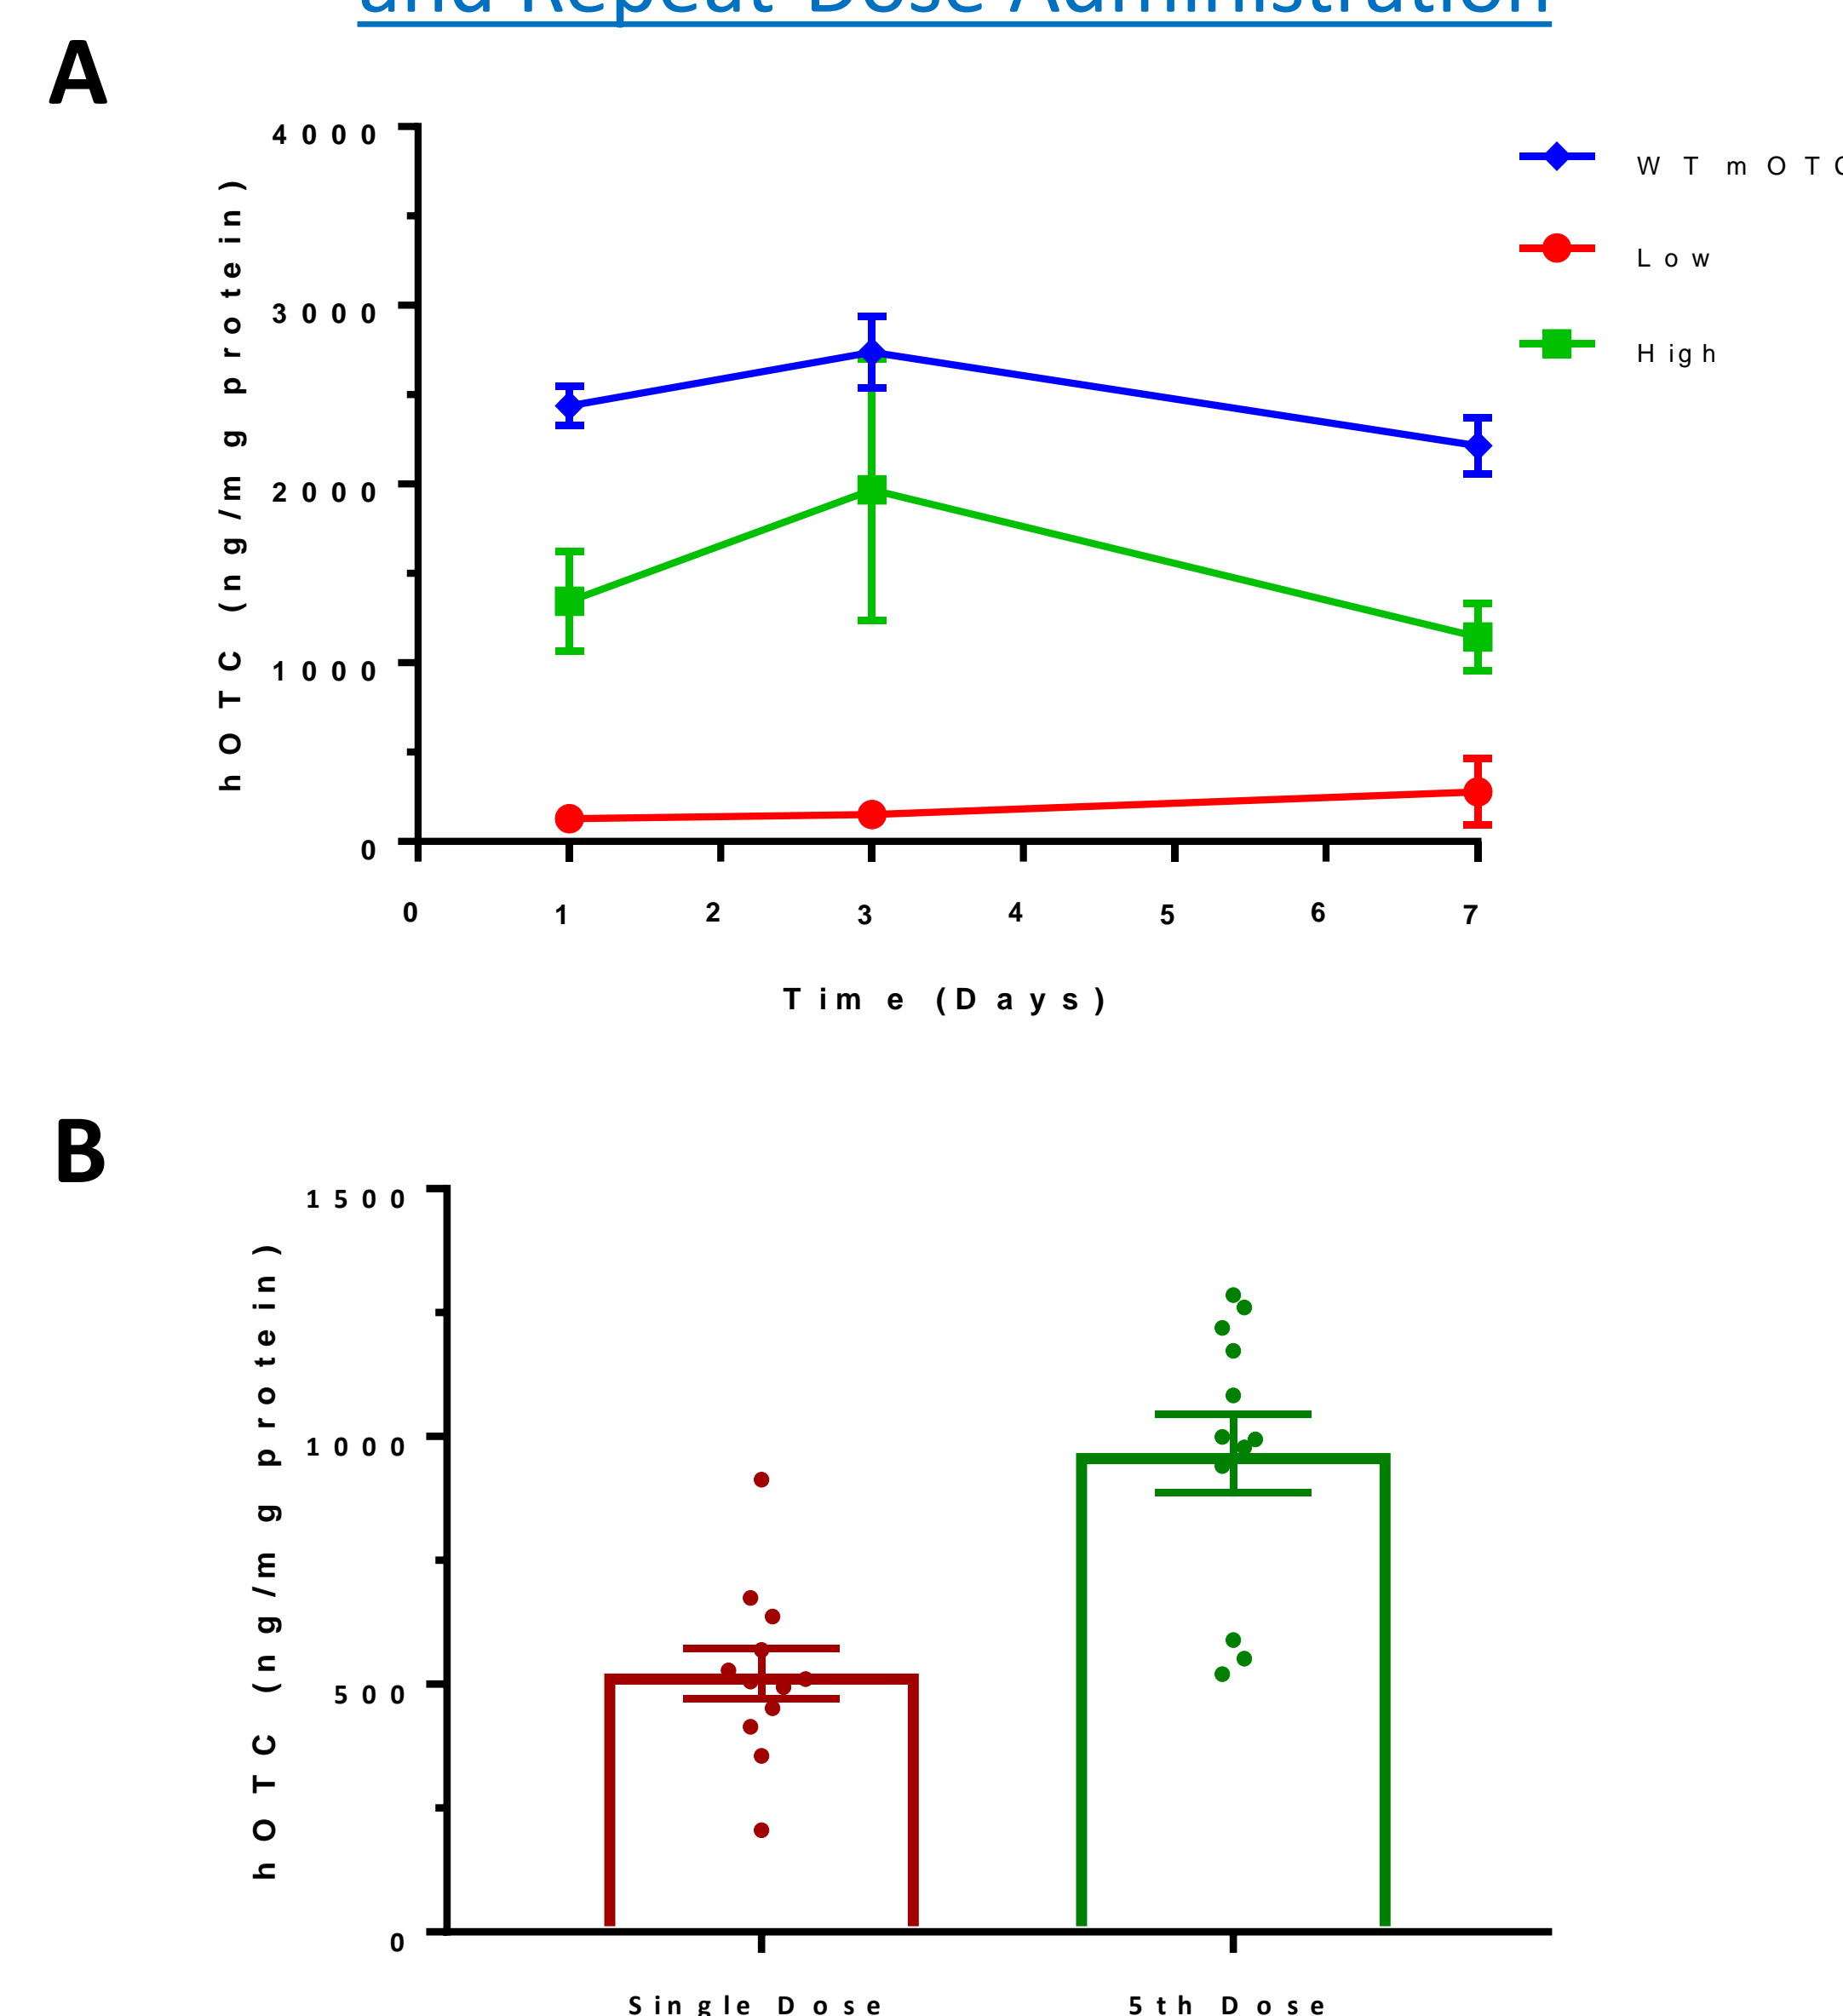 and Repeat-Dose Administration
A
hOTC (ng/mg protein)
4000
3000
2000
1000
0
0 1 2 3 4 5 6 7
Time (Days)
WT mOTC
Low
High
B
hOTC (ng/mg protein)
1500
1000
500
0
Single Dose 5th Dose